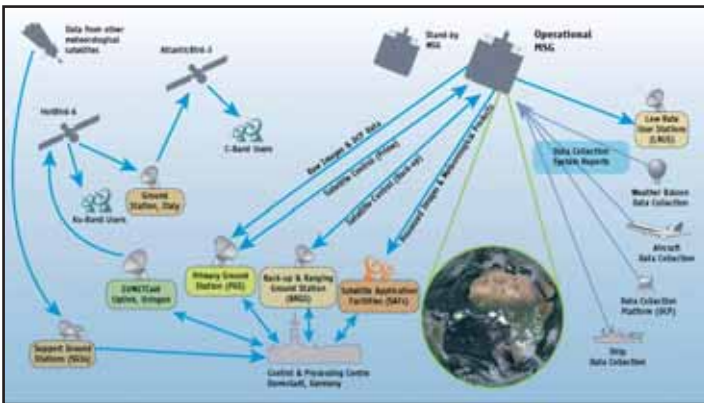 Data from other
meteorological
satellites
AtlanticBird-3
Stand-by
MSG
Operational
MSG
HotBird-6
C-Band Users
Ku-Band Users
Ground
Station, Italy
Raw Images & DCP Data
Satellite Control (Prime)
Satellite Control (Back-up)
Images & Meteorological Products
Low Rate
User Stations
(LRUS)
Data Collection
System Reports
Weather Baloon
Data Collection
Aircraft
Data Collection
Data Collection
Platform (DCP)
Ship
Data Collection
EUMETCast
Uplink, Usingen
Primary Ground
Station (PGS)
Back-up & Ranging
Ground Station
(BRGS)
Satellite Application
Facilities (SAFs)
Support Ground
Stations (SGSs)
Control & Processing Centre
Darmstadt, Germany